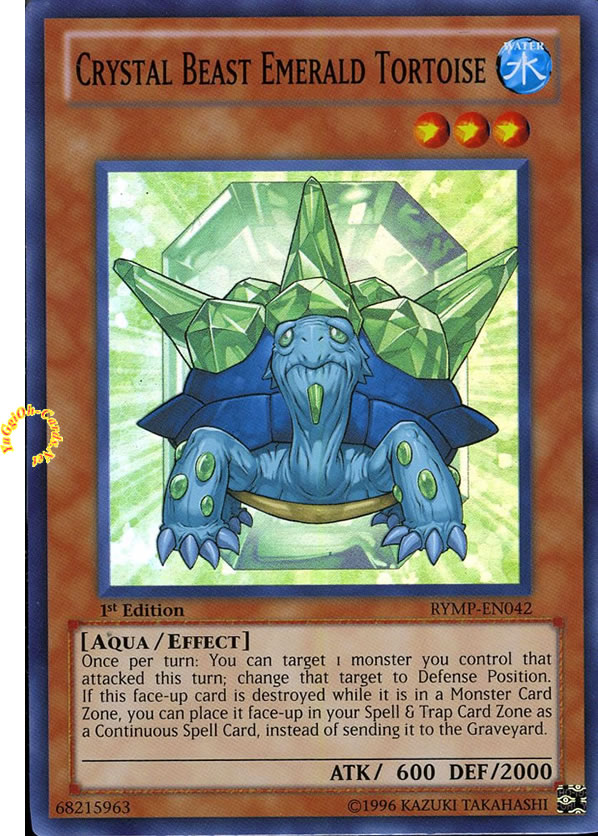 CRYSTAL BEAST EMERALD TORTOISE
WATER
水
YuGgiOh-Cards.Net
1st Edition
RYMP-EN042
[AQUA/EFFECT]
Once per turn: You can target 1 monster you control that
attacked this turn; change that target to Defense Position.
If this face-up card is destroyed while it is in a Monster Card
Zone, you can place it face-up in your Spell & Trap Card Zone as
a Continuous Spell Card, instead of sending it to the Graveyard.
ATK/ 600 DEF/2000
68215963
©1996 KAZUKI TAKAHASHI